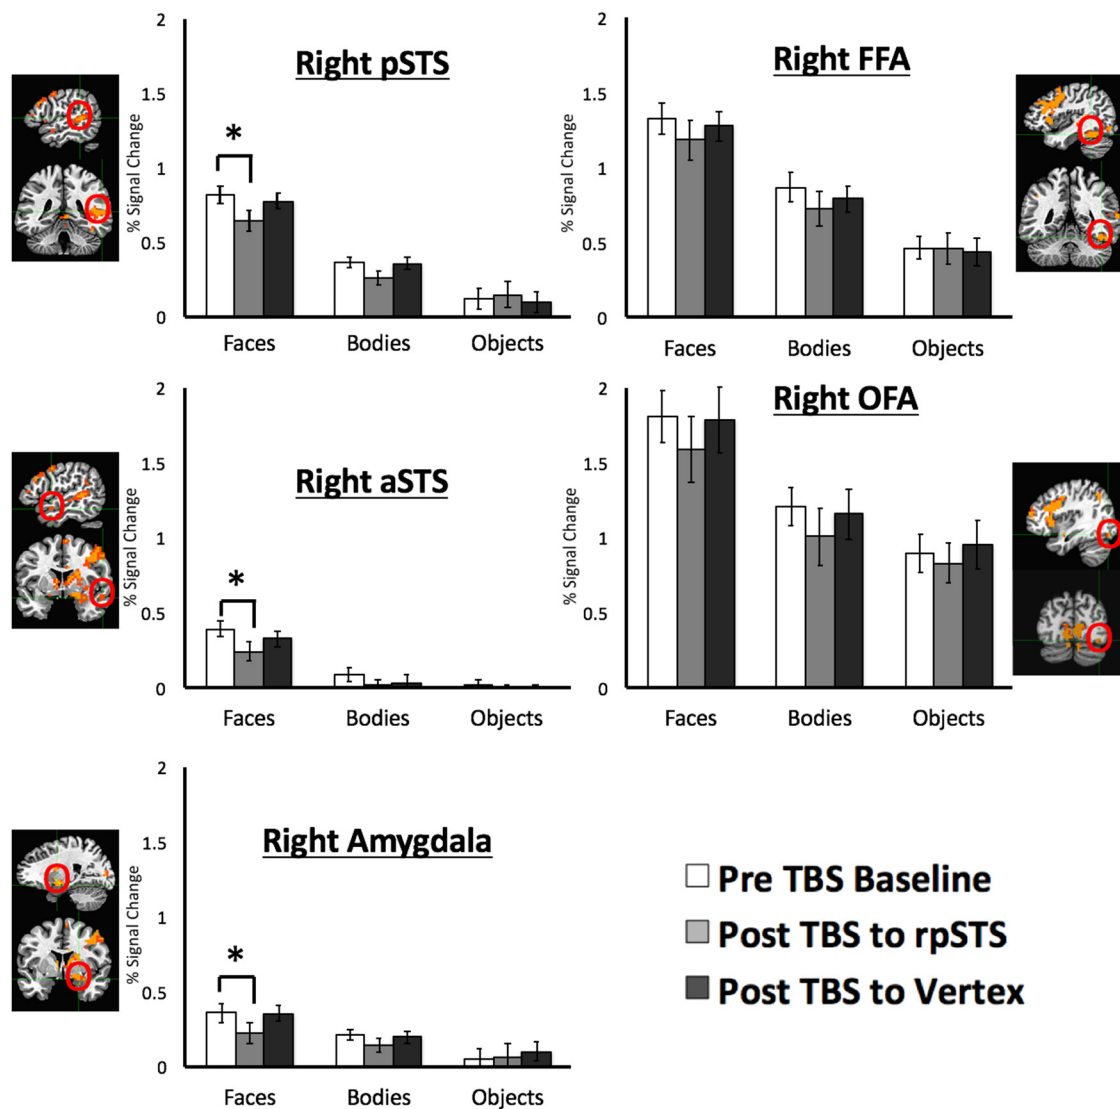 Right pSTS
% Signal Change
2
1.5
1
0.5
0
*
Faces Bodies Objects
Right FFA
% Signal Change
2
1.5
1
0.5
0
Faces Bodies Objects
Right aSTS
% Signal Change
2
1.5
1
0.5
0
*
Faces Bodies Objects
Right OFA
% Signal Change
2
1.5
1
0.5
0
Faces Bodies Objects
Right Amygdala
% Signal Change
2
1.5
1
0.5
0
*
Faces Bodies Objects
Pre TBS Baseline
Post TBS to rpSTS
Post TBS to Vertex